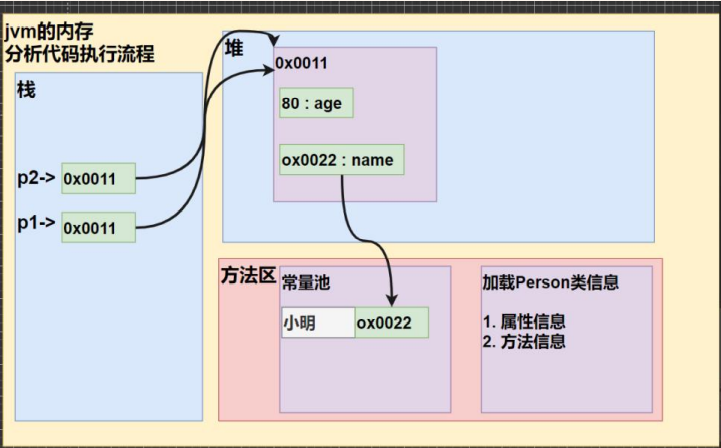 jvm的内存
分析代码执行流程
栈
p2-> 0x0011
p1-> 0x0011
堆
0x0011
80 : age
ox0022 : name
方法区
常量池
小明 ox0022
加载Person类信息
1. 属性信息
2. 方法信息